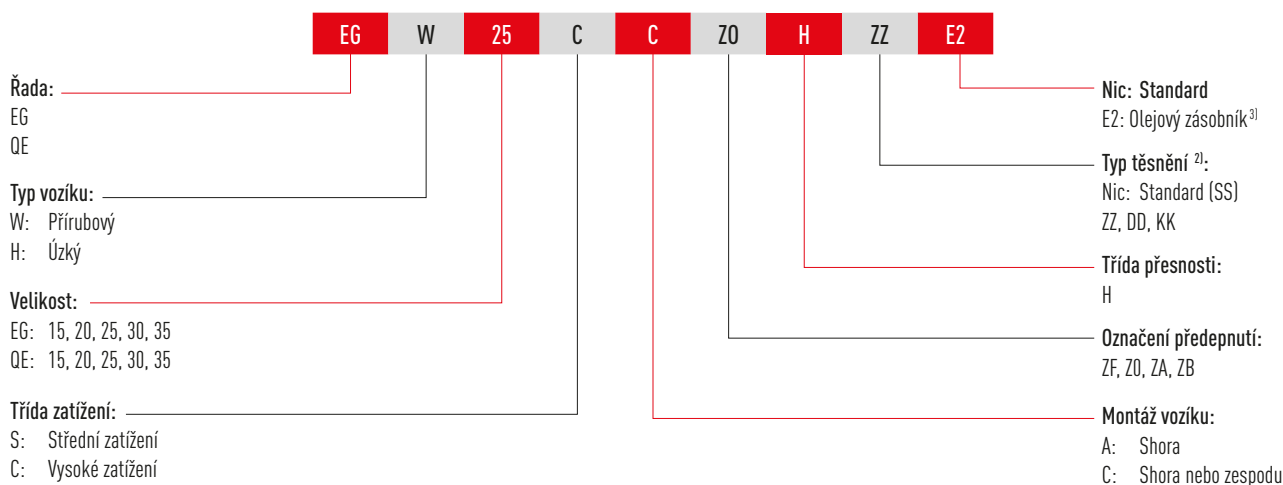 EG W 25 C C Z0 H ZZ E2
Řada:
EG
QE
Typ vozíku:
W: Přírubový
H: Úzký
Velikost:
EG: 15, 20, 25, 30, 35
QE: 15, 20, 25, 30, 35
Třída zatížení:
S: Střední zatížení
C: Vysoké zatížení
Nic: Standard
E2: Olejový zásobník³⁾
Typ těsnění ²⁾:
Nic: Standard (SS)
ZZ, DD, KK
Třída přesnosti:
H
Označení předepnutí:
ZF, Z0, ZA, ZB
Montáž vozíku:
A: Shora
C: Shora nebo zespodu